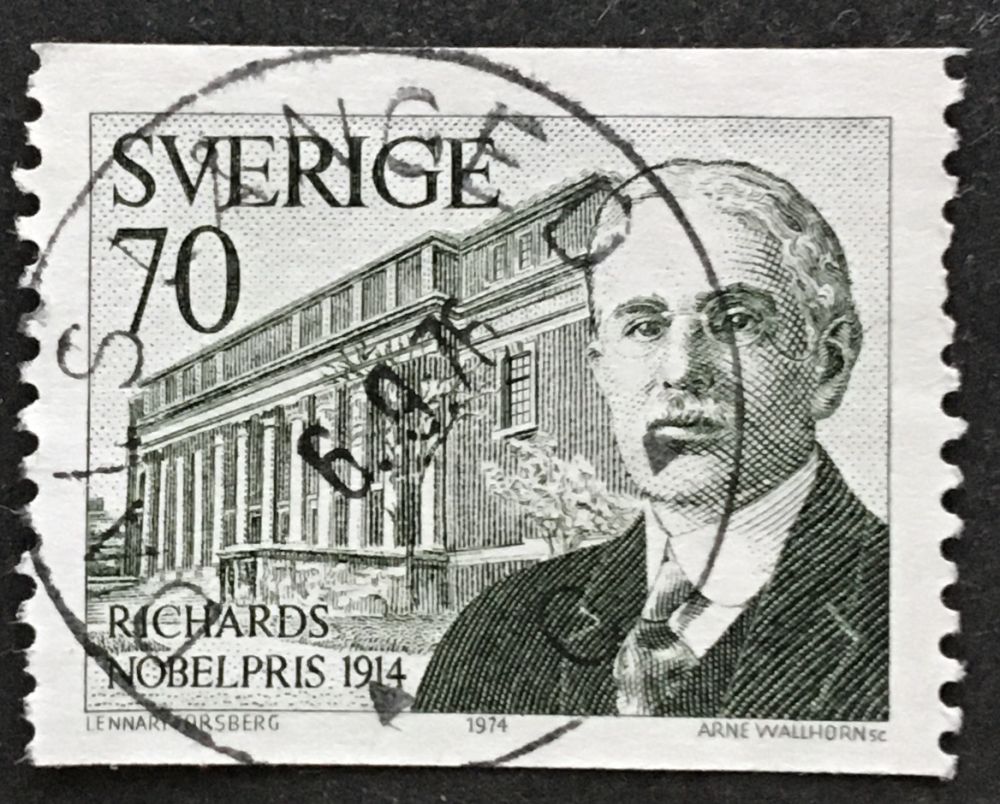 SVERIGE
70
RICHARDS
NOBELPRIS 1914
LENNART FORSBERG
1974
ARNE WALLHORN SC